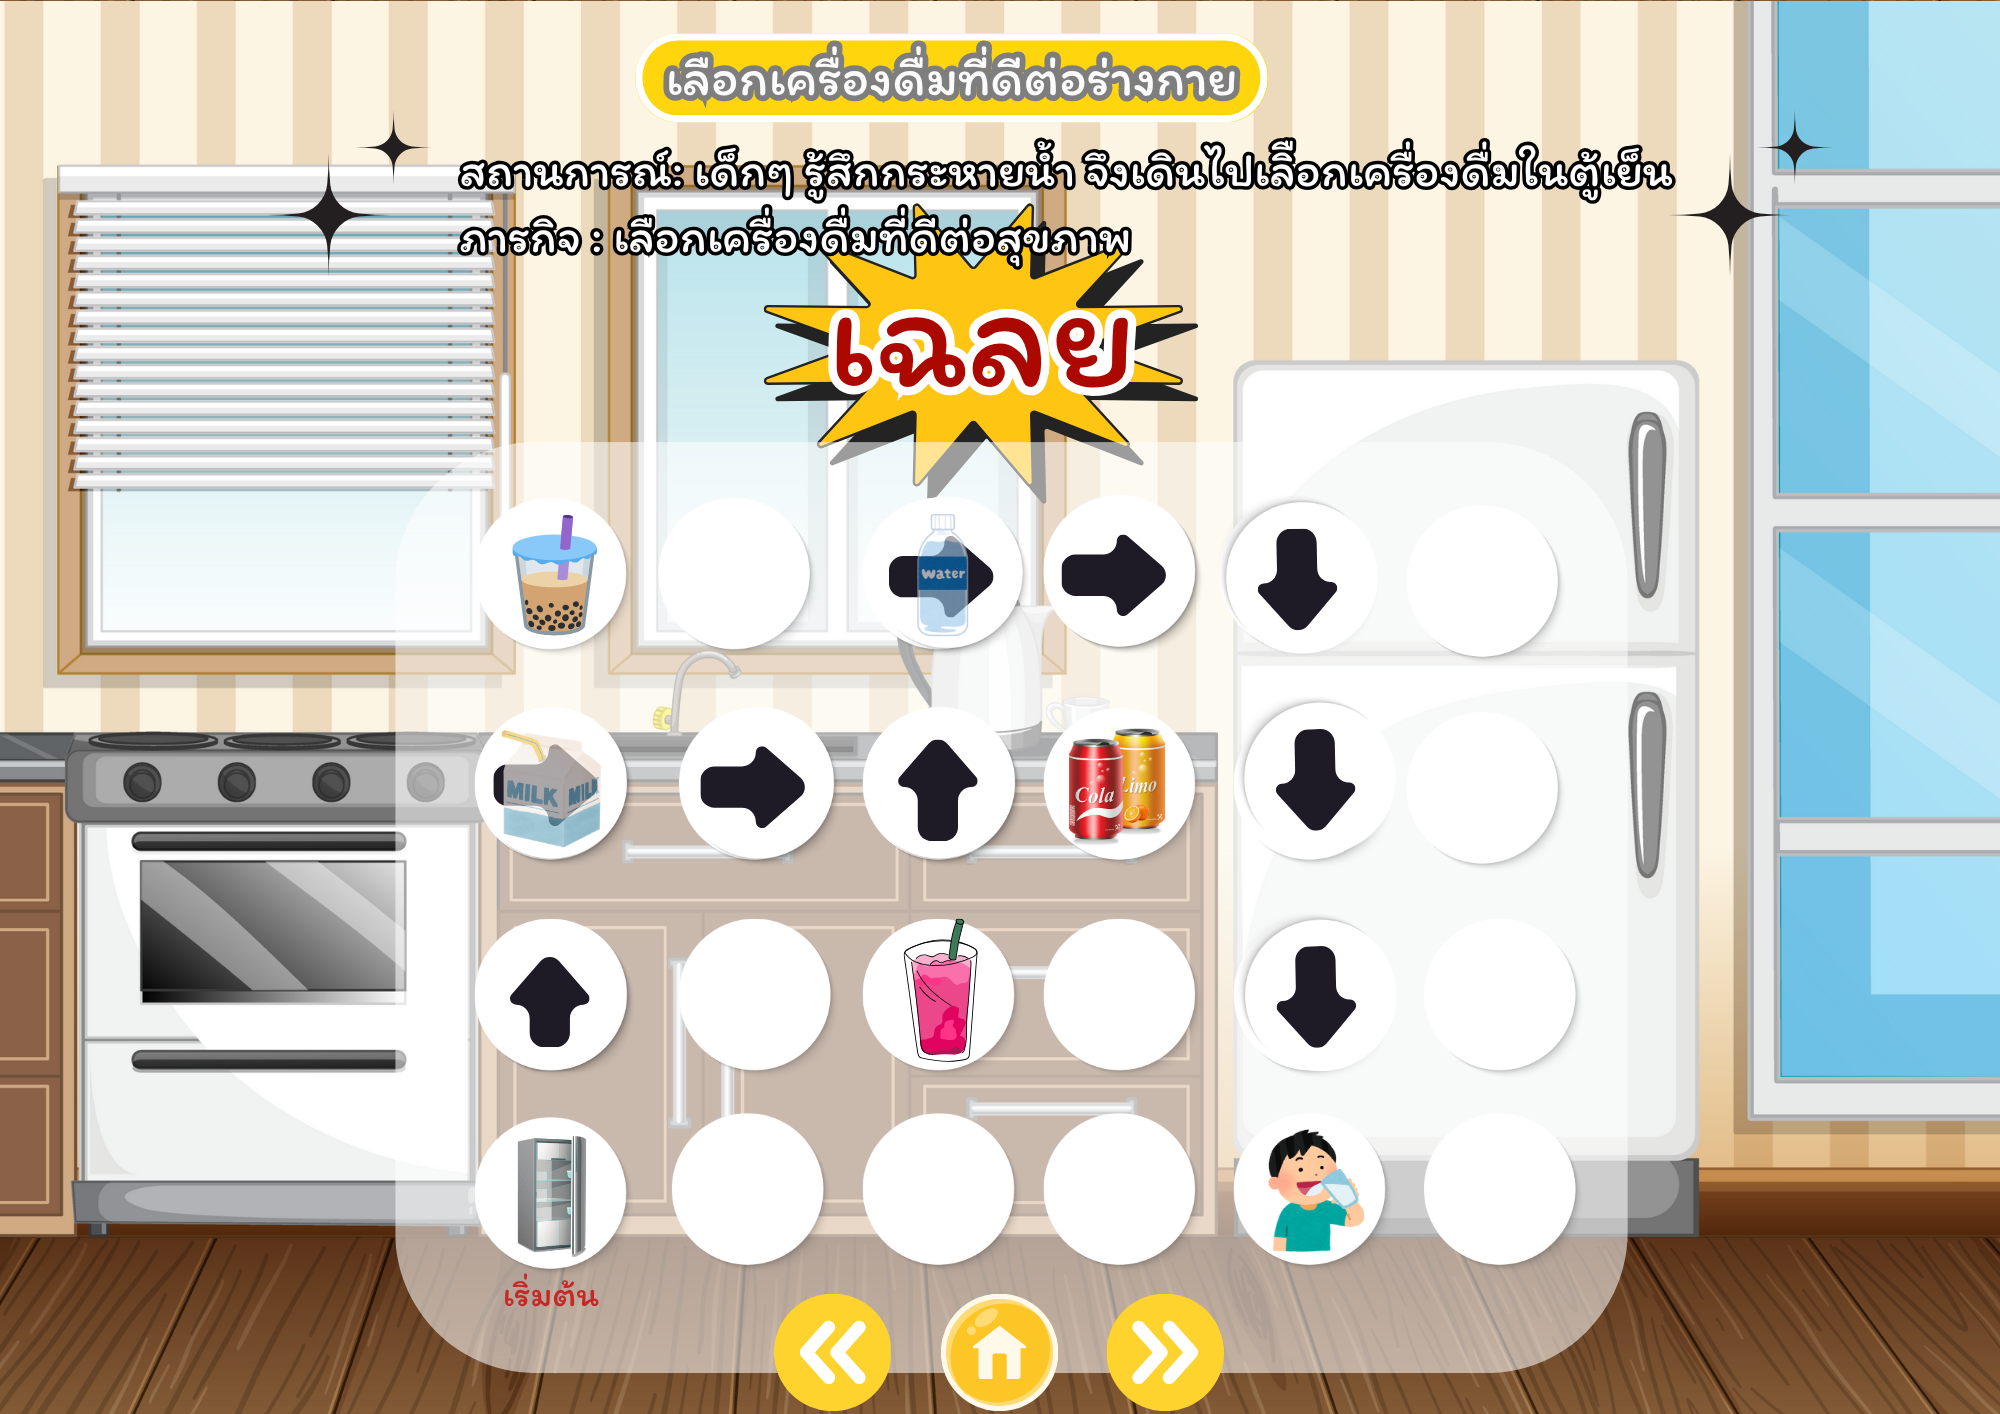 เลือกเครื่องดื่มที่ดีต่อร่างกาย
สถานการณ์: เด็กๆ รู้สึกกระหายน้ำ จึงเดินไปเลือกเครื่องดื่มในตู้เย็น
ภารกิจ : เลือกเครื่องดื่มที่ดีต่อสุขภาพ
เฉลย
Water
MILK MILK
Cola Limo
เริ่มต้น